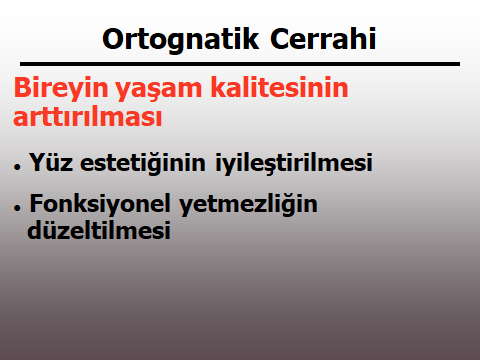 Ortognatik Cerrahi
Bireyin yaşam kalitesinin
arttırılması
• Yüz estetiğinin iyileştirilmesi
• Fonksiyonel yetmezliğin
düzeltilmesi